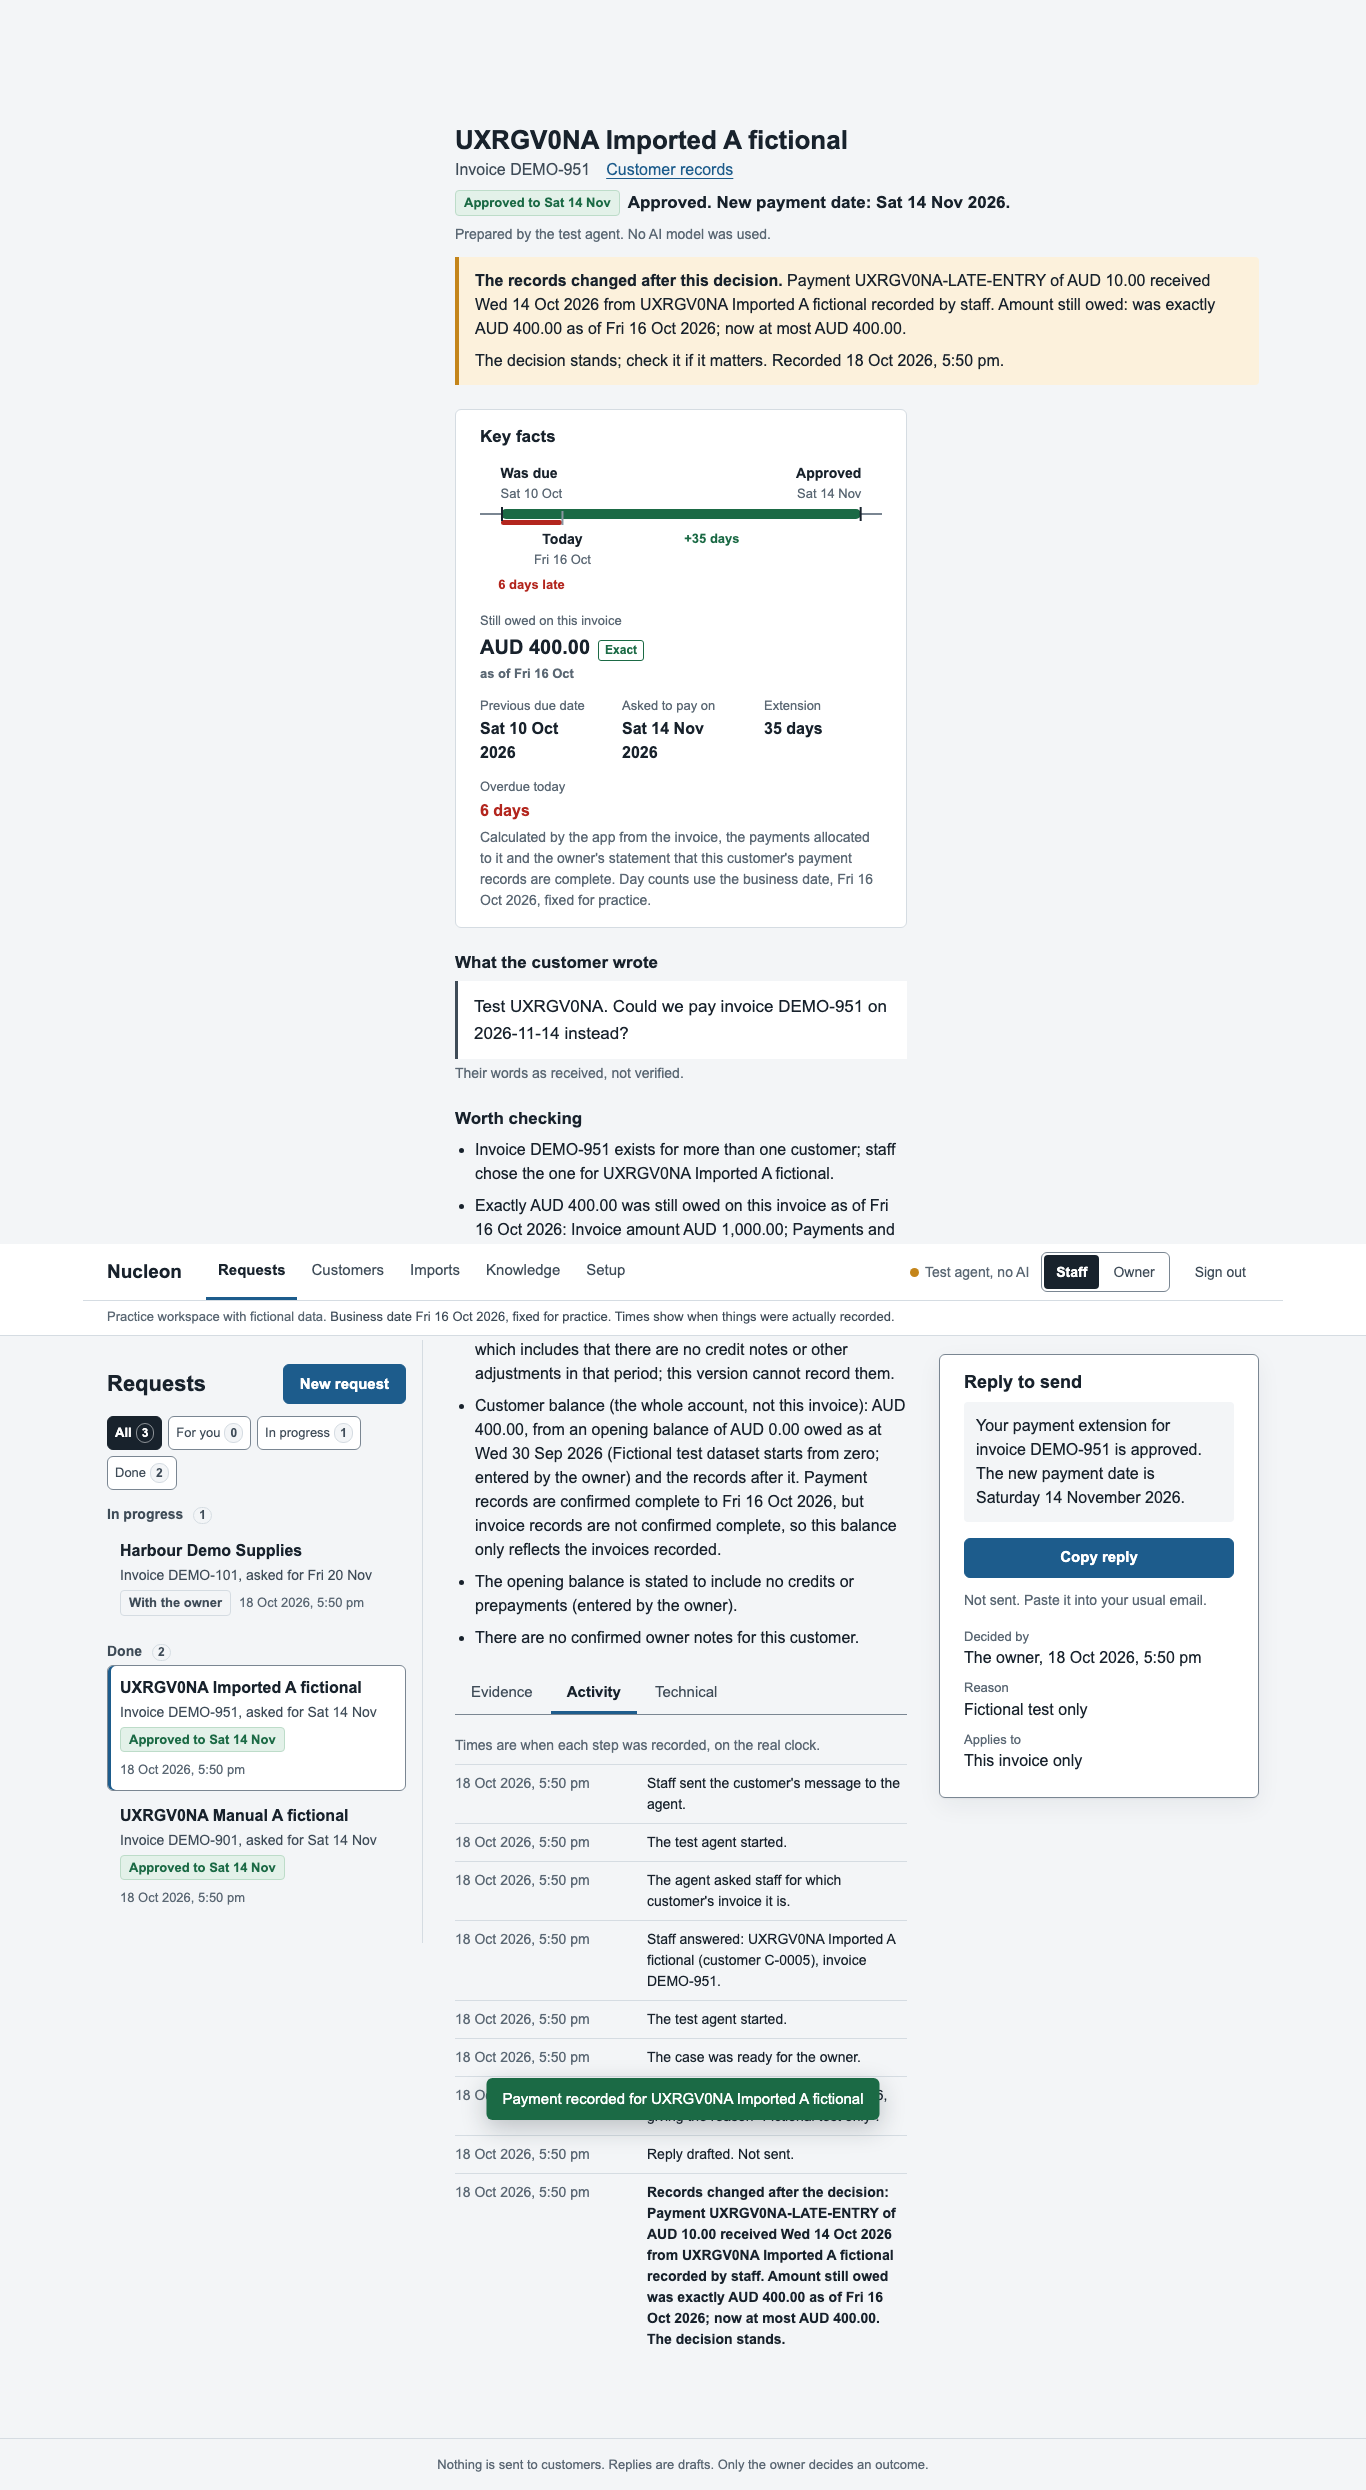 UXRGV0NA Imported A fictional
Invoice DEMO-951 Customer records
Approved to Sat 14 Nov Approved. New payment date: Sat 14 Nov 2026.
Prepared by the test agent. No AI model was used.
The records changed after this decision. Payment UXRGV0NA-LATE-ENTRY of AUD 10.00 received
Wed 14 Oct 2026 from UXRGV0NA Imported A fictional recorded by staff. Amount still owed: was exactly
AUD 400.00 as of Fri 16 Oct 2026; now at most AUD 400.00.
The decision stands; check it if it matters. Recorded 18 Oct 2026, 5:50 pm.
Key facts
Was due Approved
Sat 10 Oct Sat 14 Nov
Today +35 days
Fri 16 Oct
6 days late
Still owed on this invoice
AUD 400.00 Exact
as of Fri 16 Oct
Previous due date Asked to pay on Extension
Sat 10 Oct Sat 14 Nov 35 days
2026 2026
Overdue today
6 days
Calculated by the app from the invoice, the payments allocated
to it and the owner's statement that this customer's payment
records are complete. Day counts use the business date, Fri 16
Oct 2026, fixed for practice.
What the customer wrote
Test UXRGV0NA. Could we pay invoice DEMO-951 on
2026-11-14 instead?
Their words as received, not verified.
Worth checking
Invoice DEMO-951 exists for more than one customer; staff
chose the one for UXRGV0NA Imported A fictional.
Exactly AUD 400.00 was still owed on this invoice as of Fri
16 Oct 2026: Invoice amount AUD 1,000.00; Payments and
Nucleon Requests Customers Imports Knowledge Setup Test agent, no AI Staff Owner Sign out
Practice workspace with fictional data. Business date Fri 16 Oct 2026, fixed for practice. Times show when things were actually recorded.
Requests New request
All 3 For you 0 In progress 1
Done 2
In progress 1
Harbour Demo Supplies
Invoice DEMO-101, asked for Fri 20 Nov
With the owner 18 Oct 2026, 5:50 pm
Done 2
UXRGV0NA Imported A fictional
Invoice DEMO-951, asked for Sat 14 Nov
Approved to Sat 14 Nov
18 Oct 2026, 5:50 pm
UXRGV0NA Manual A fictional
Invoice DEMO-901, asked for Sat 14 Nov
Approved to Sat 14 Nov
18 Oct 2026, 5:50 pm
which includes that there are no credit notes or other
adjustments in that period; this version cannot record them.
Customer balance (the whole account, not this invoice): AUD
400.00, from an opening balance of AUD 0.00 owed as at
Wed 30 Sep 2026 (Fictional test dataset starts from zero;
entered by the owner) and the records after it. Payment
records are confirmed complete to Fri 16 Oct 2026, but
invoice records are not confirmed complete, so this balance
only reflects the invoices recorded.
The opening balance is stated to include no credits or
prepayments (entered by the owner).
There are no confirmed owner notes for this customer.
Evidence Activity Technical
Times are when each step was recorded, on the real clock.
18 Oct 2026, 5:50 pm Staff sent the customer's message to the
agent.
18 Oct 2026, 5:50 pm The test agent started.
18 Oct 2026, 5:50 pm The agent asked staff for which
customer's invoice it is.
18 Oct 2026, 5:50 pm Staff answered: UXRGV0NA Imported A
fictional (customer C-0005), invoice
DEMO-951.
18 Oct 2026, 5:50 pm The test agent started.
18 Oct 2026, 5:50 pm The case was ready for the owner.
18
Payment recorded for UXRGV0NA Imported A fictional
18 Oct 2026, 5:50 pm Reply drafted. Not sent.
18 Oct 2026, 5:50 pm Records changed after the decision:
Payment UXRGV0NA-LATE-ENTRY of
AUD 10.00 received Wed 14 Oct 2026
from UXRGV0NA Imported A fictional
recorded by staff. Amount still owed
was exactly AUD 400.00 as of Fri 16
Oct 2026; now at most AUD 400.00.
The decision stands.
Reply to send
Your payment extension for
invoice DEMO-951 is approved.
The new payment date is
Saturday 14 November 2026.
Copy reply
Not sent. Paste it into your usual email.
Decided by
The owner, 18 Oct 2026, 5:50 pm
Reason
Fictional test only
Applies to
This invoice only
Nothing is sent to customers. Replies are drafts. Only the owner decides an outcome.